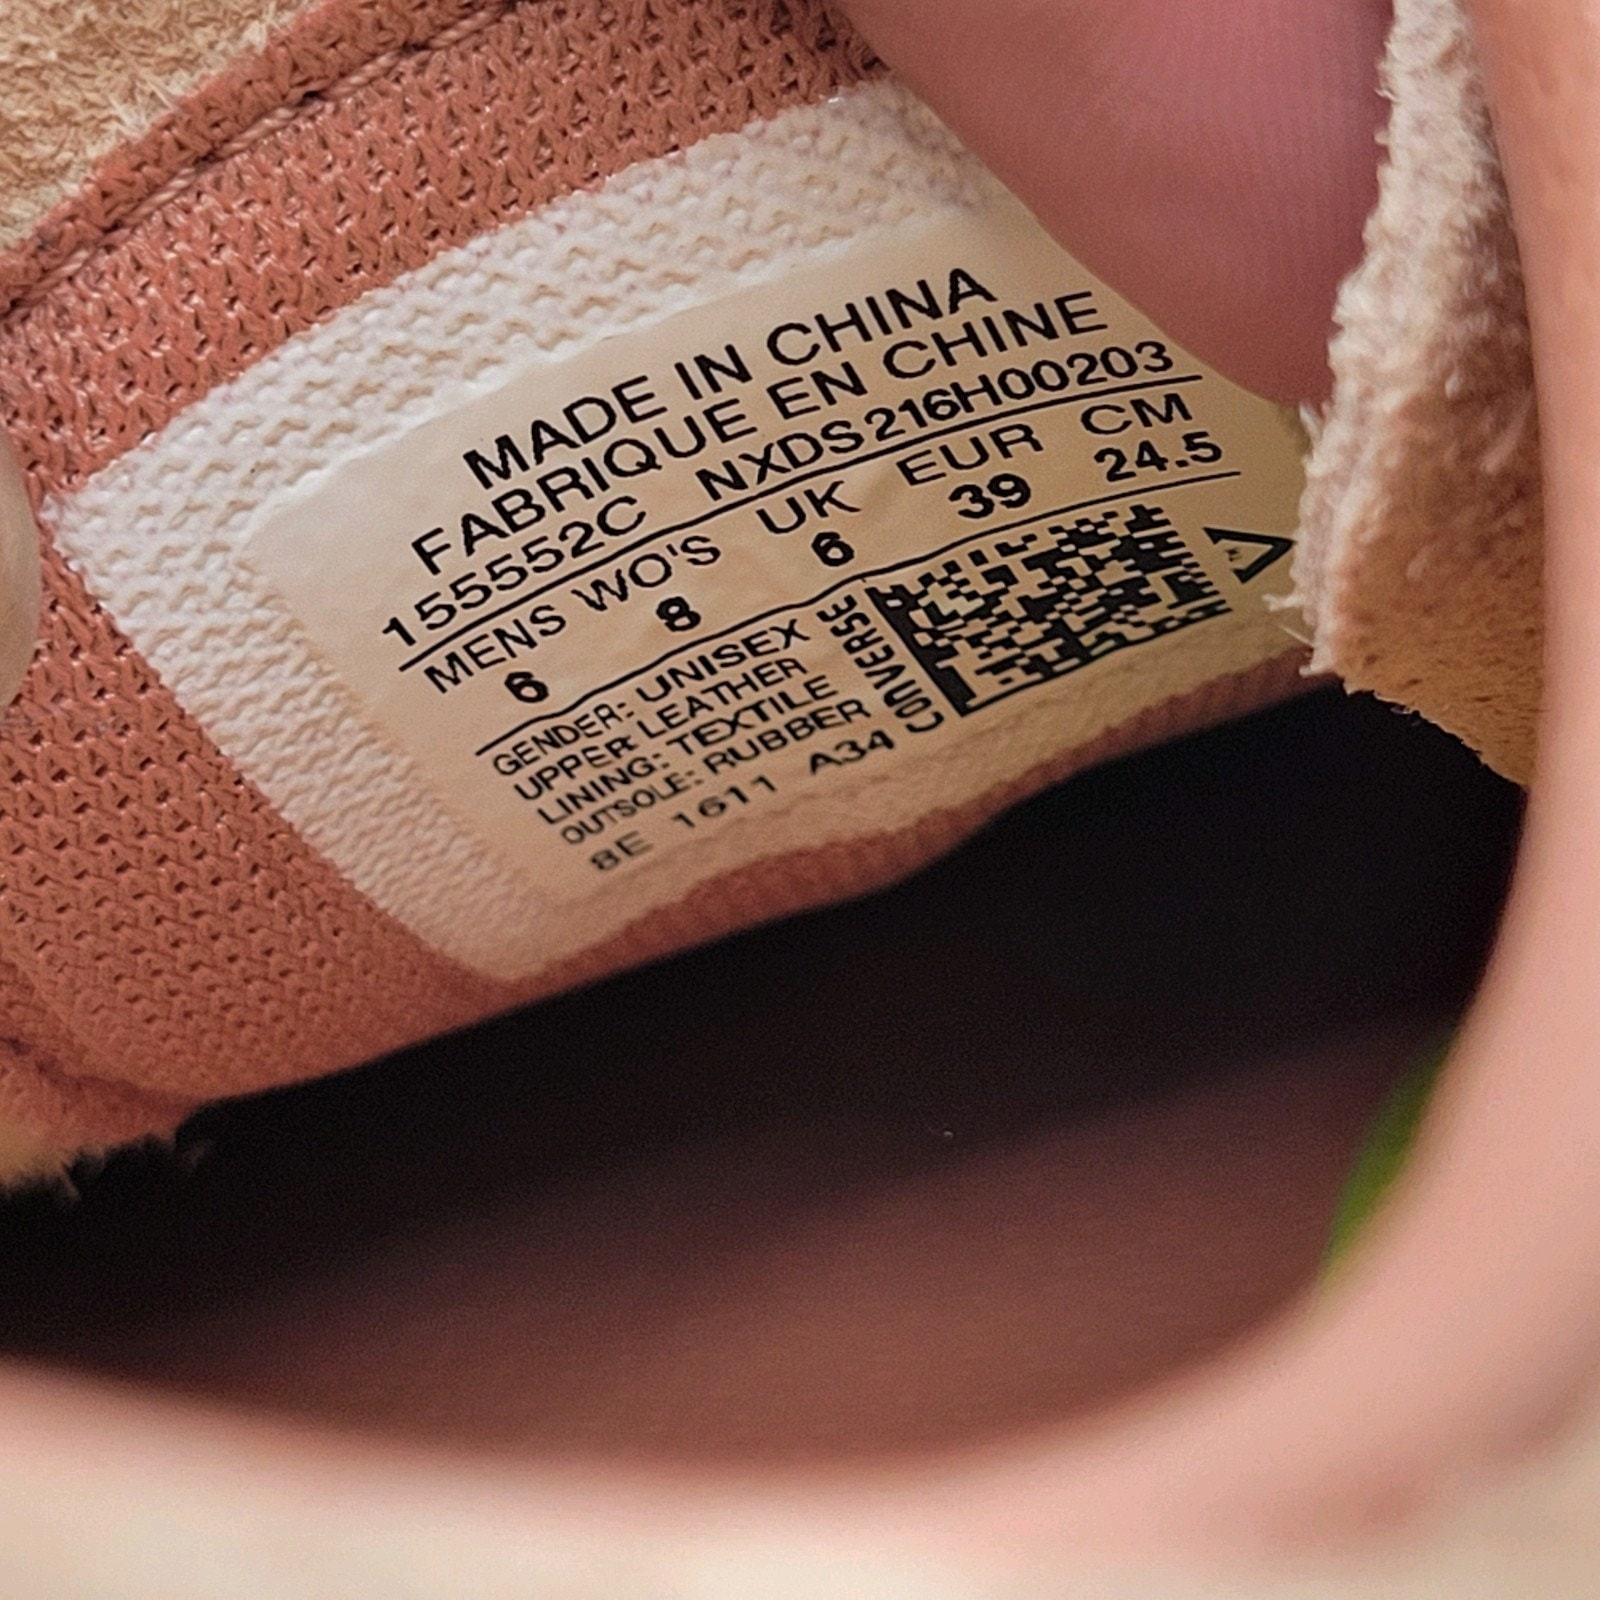 MADE IN CHINA
FABRIQUE EN CHINE
155552C NXDS216H00203
MENS WO'S UK EUR CM
6 8 6 39 24.5
GENDER: UNISEX
UPPER: LEATHER
LINING: TEXTILE
OUTSOLE: RUBBER
8E 1611 A34
CONVERSE